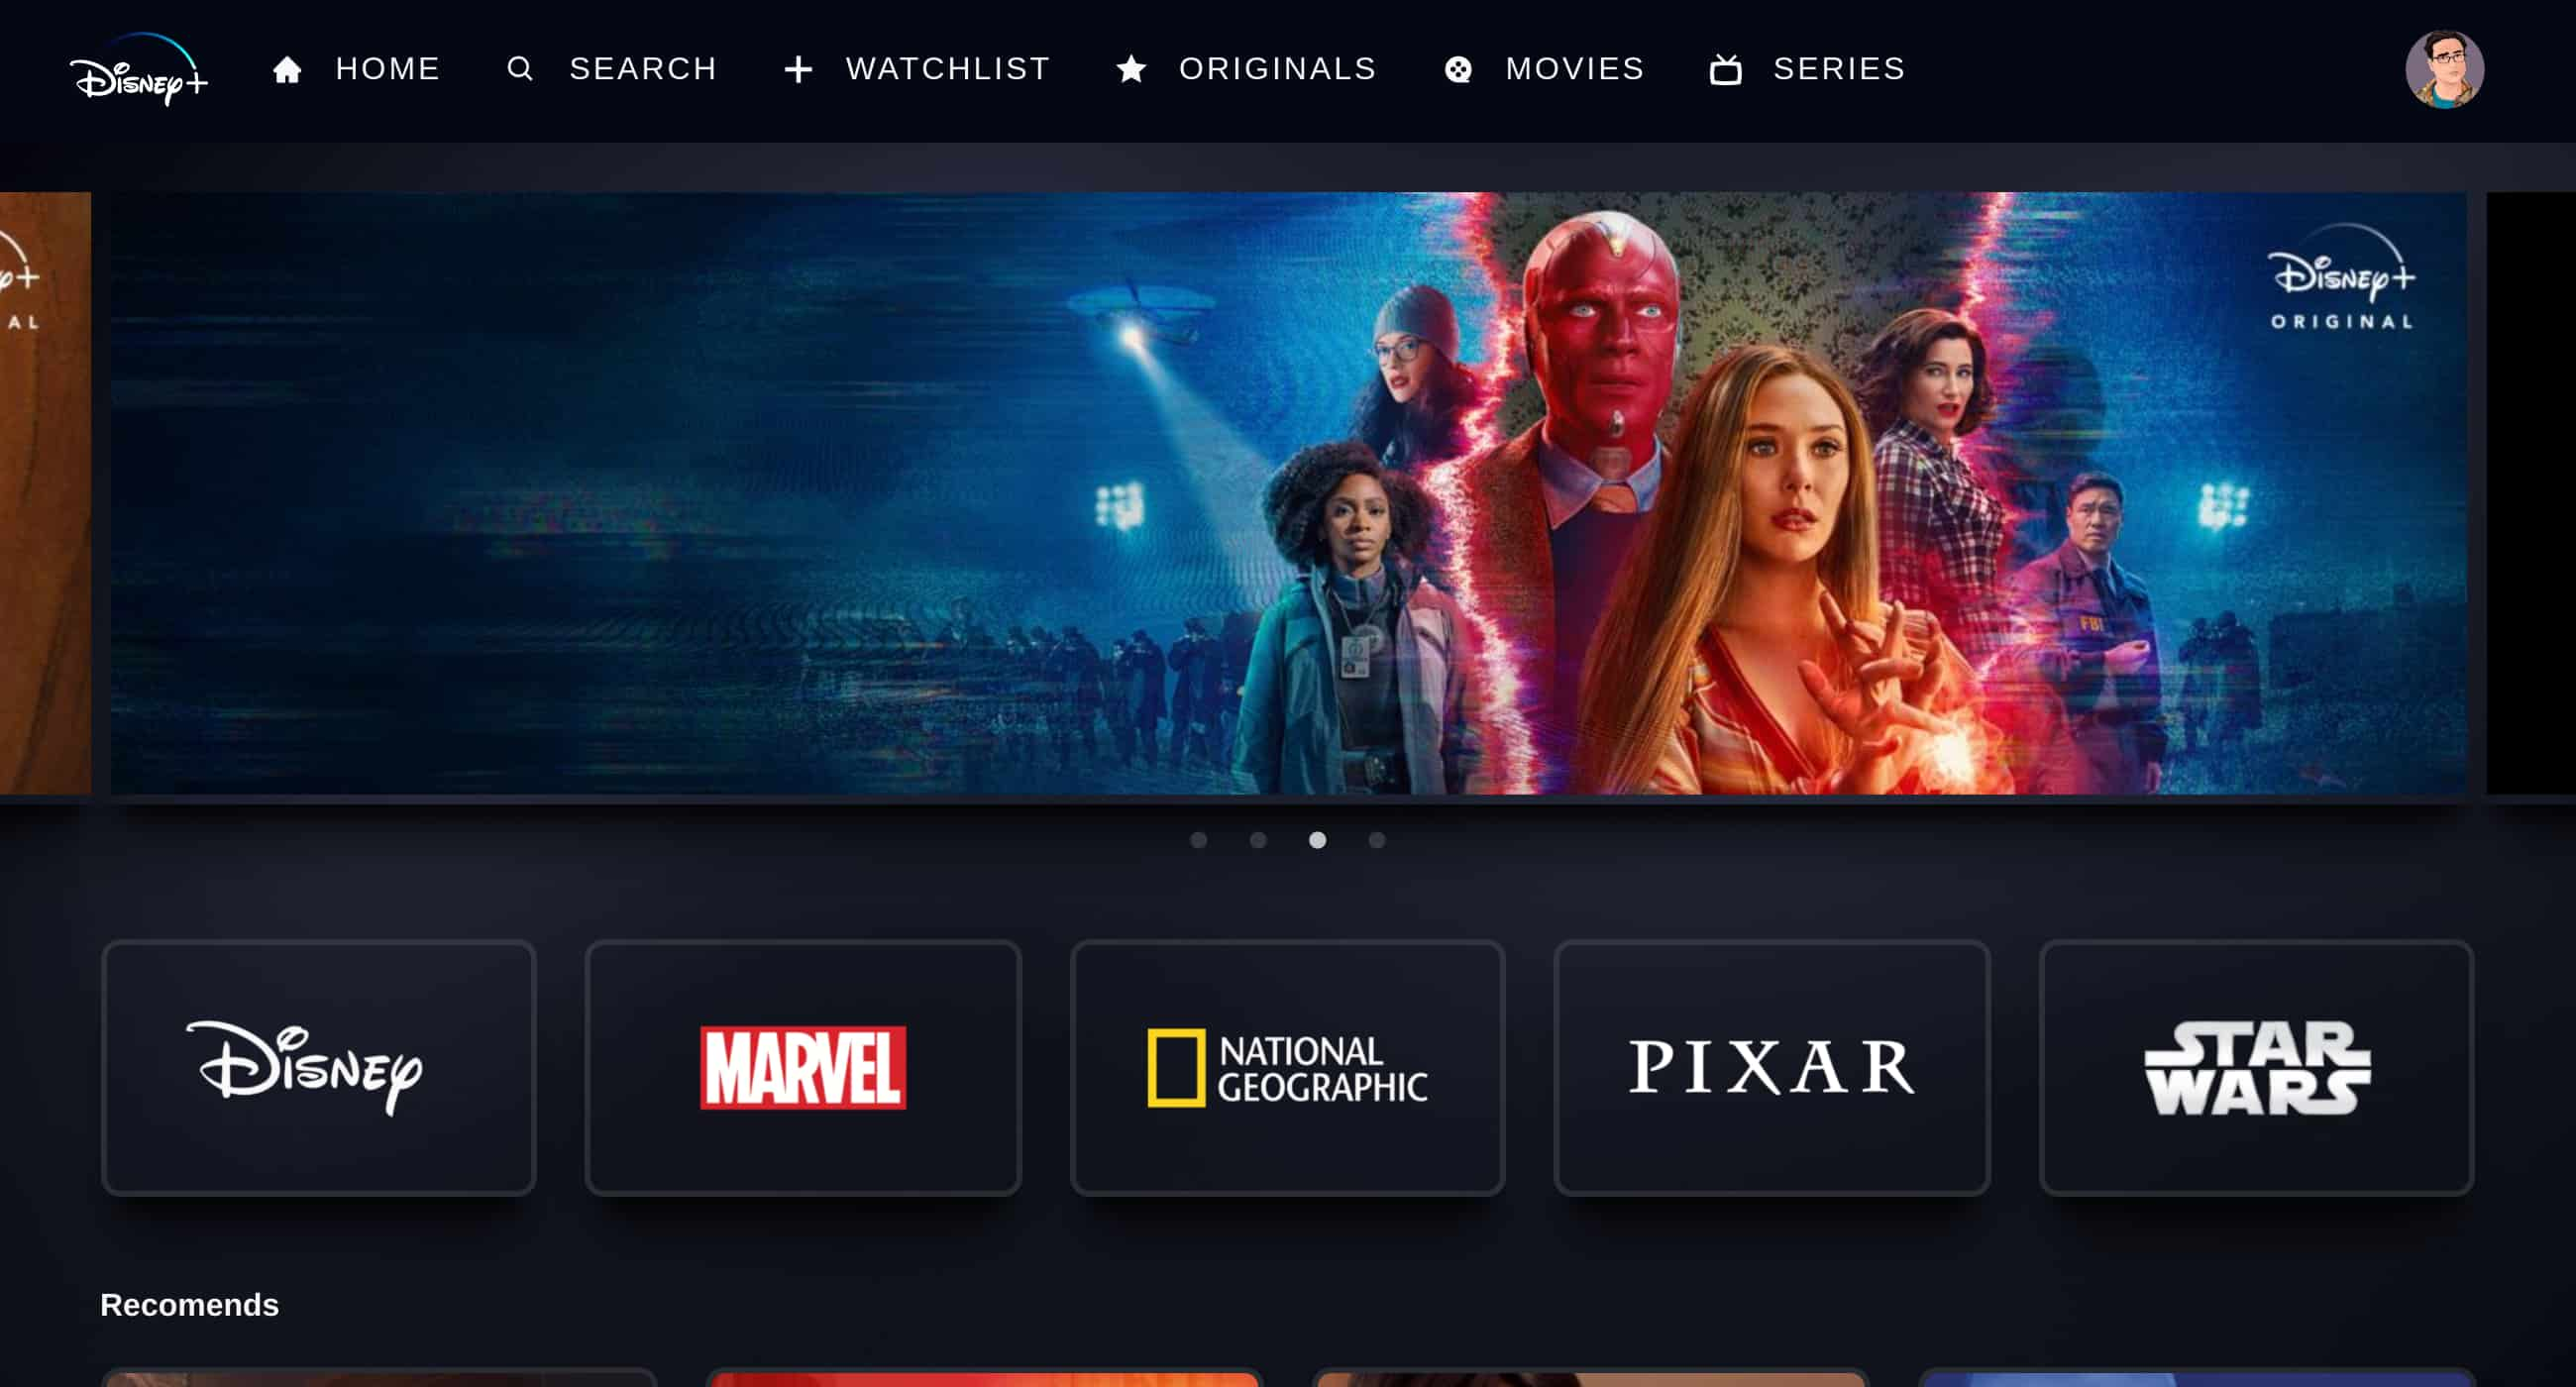 Disney+
HOME
SEARCH
WATCHLIST
ORIGINALS
MOVIES
SERIES
AL
Disney+
ORIGINAL
FBI
Disney
MARVEL
NATIONAL
GEOGRAPHIC
PIXAR
STAR
WARS
Recomends